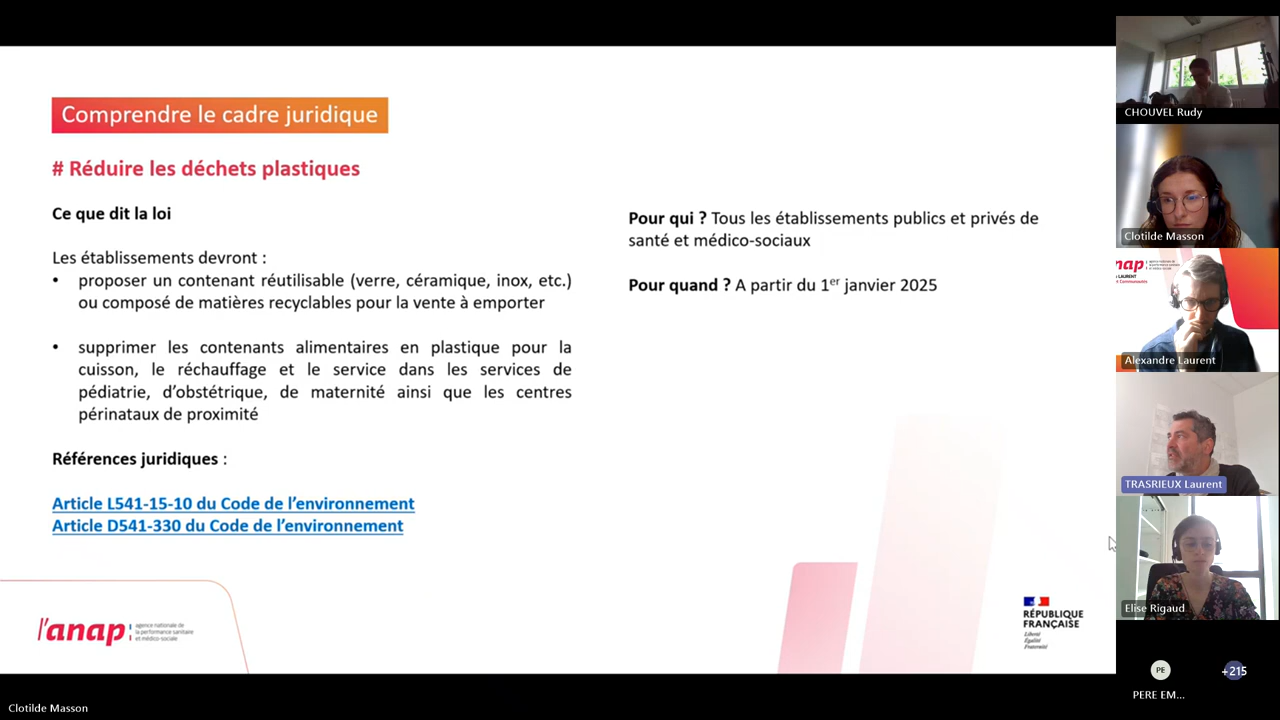 Comprendre le cadre juridique
# Réduire les déchets plastiques
Ce que dit la loi
Les établissements devront :
• proposer un contenant réutilisable (verre, céramique, inox, etc.)
ou composé de matières recyclables pour la vente à emporter
• supprimer les contenants alimentaires en plastique pour la
cuisson, le réchauffage et le service dans les services de
pédiatrie, d’obstétrique, de maternité ainsi que les centres
périnataux de proximité
Références juridiques :
Article L541-15-10 du Code de l’environnement
Article D541-330 du Code de l’environnement
Pour qui ? Tous les établissements publics et privés de
santé et médico-sociaux
Pour quand ? A partir du 1er janvier 2025
l'anap
agence nationale de
la performance sanitaire
et médico-sociale
RÉPUBLIQUE
FRANÇAISE
Liberté
Égalité
Fraternité
CHOUVEL Rudy
Clotilde Masson
Alexandre Laurent
TRASRIEUX Laurent
Elise Rigaud
PE
+215
PERE EM...
Clotilde Masson